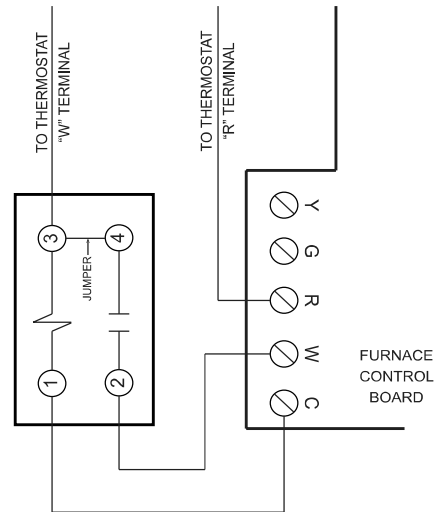 TO THERMOSTAT
"W" TERMINAL
TO THERMOSTAT
"R" TERMINAL
3
4
JUMPER
1
2
Y
G
R
W
C
FURNACE
CONTROL
BOARD